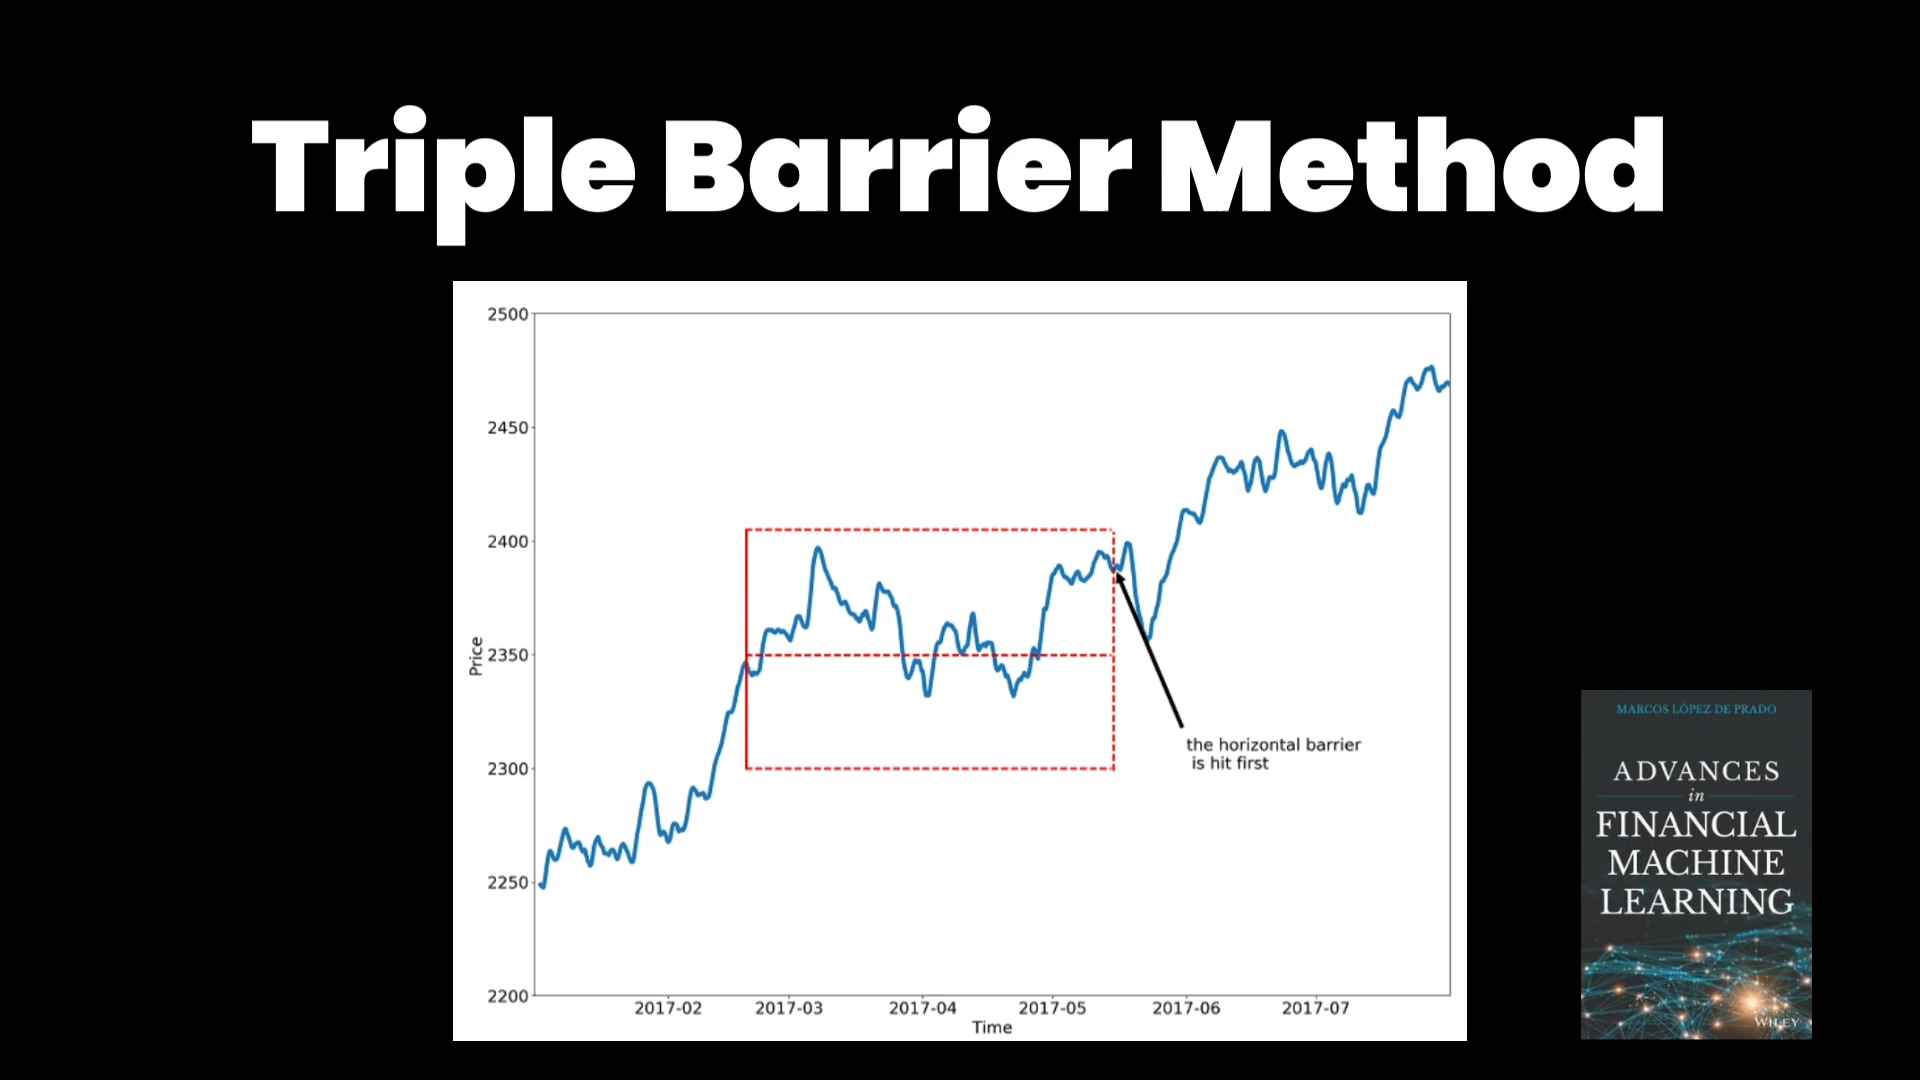 Triple Barrier Method
2500
2450
2400
2350
2300
2250
2200
Price
the horizontal barrier
is hit first
2017-02 2017-03 2017-04 2017-05 2017-06 2017-07
Time
MARCOS LÓPEZ DE PRADO
ADVANCES
in
FINANCIAL
MACHINE
LEARNING
WILEY